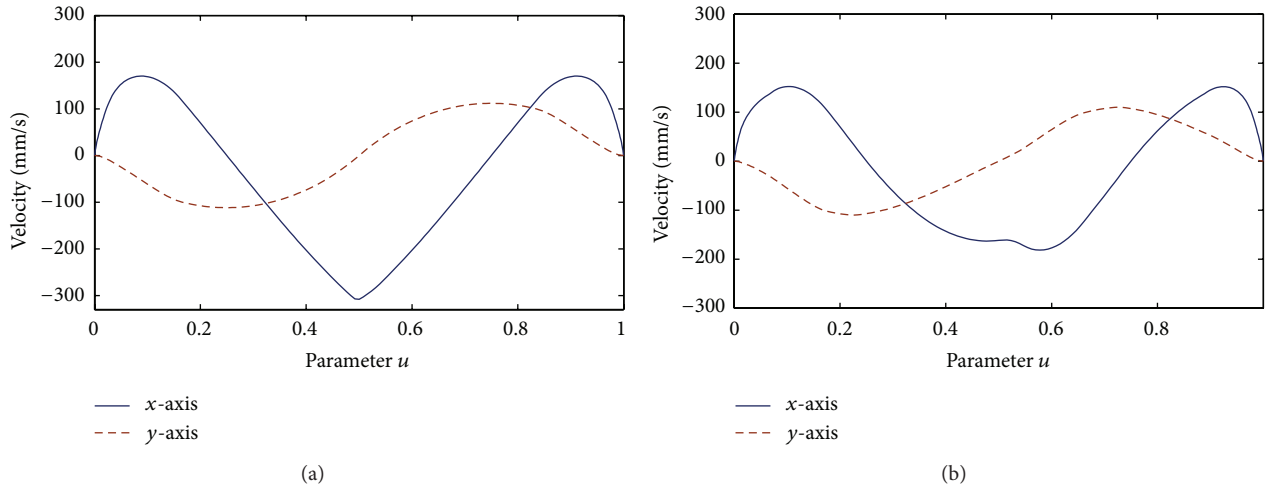 300
200
100
0
−100
−200
−300
Velocity (mm/s)
0 0.2 0.4 0.6 0.8 1
Parameter u
x-axis
y-axis
(a)
300
200
100
0
−100
−200
−300
Velocity (mm/s)
0 0.2 0.4 0.6 0.8
Parameter u
x-axis
y-axis
(b)